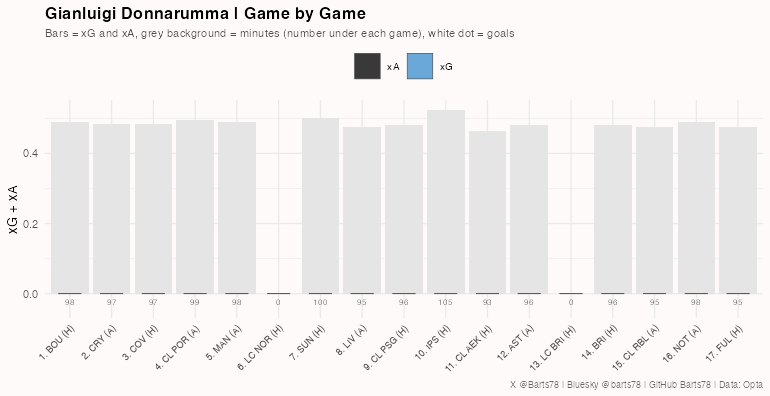 Gianluigi Donnarumma | Game by Game
Bars = xG and xA, grey background = minutes (number under each game), white dot = goals
xA xG
xG + xA
0.4
0.2
0.0
98 97 97 99 98 0 100 95 96 105 93 96 0 96 95 98 95
1. BOU (H)
2. CRY (A)
3. COV (H)
4. CL POR (A)
5. MAN (A)
6. LC NOR (H)
7. SUN (H)
8. LIV (A)
9. CL PSG (H)
10. IPS (H)
11. CL AEK (H)
12. AST (A)
13. LC BRI (H)
14. BRI (H)
15. CL RBL (A)
16. NOT (A)
17. FUL (H)
X @Barts78 | Bluesky @barts78 | GitHub Barts78 | Data: Opta